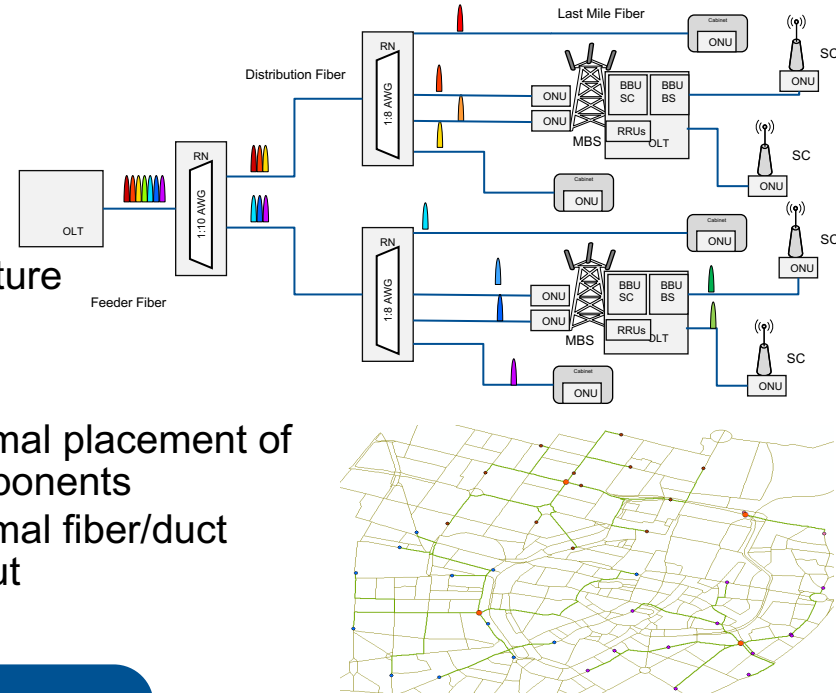 Last Mile Fiber
Cabinet
ONU
SC
ONU
RN
1:8 AWG
Distribution Fiber
ONU
ONU
MBS
BBU SC
BBU BS
RRUs
OLT
SC
ONU
Cabinet
ONU
OLT
RN
1:10 AWG
Feeder Fiber
RN
1:8 AWG
Cabinet
ONU
SC
ONU
ONU
ONU
MBS
BBU SC
BBU BS
RRUs
OLT
SC
ONU
Cabinet
ONU
ture
mal placement of
ponents
mal fiber/duct
ut